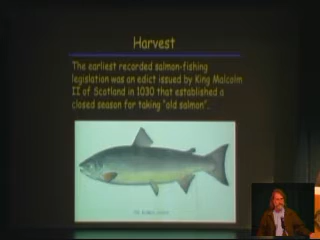 Harvest
The earliest recorded salmon-fishing
legislation was an edict issued by King Malcolm
II of Scotland in 1030 that established a
closed season for taking "old salmon".